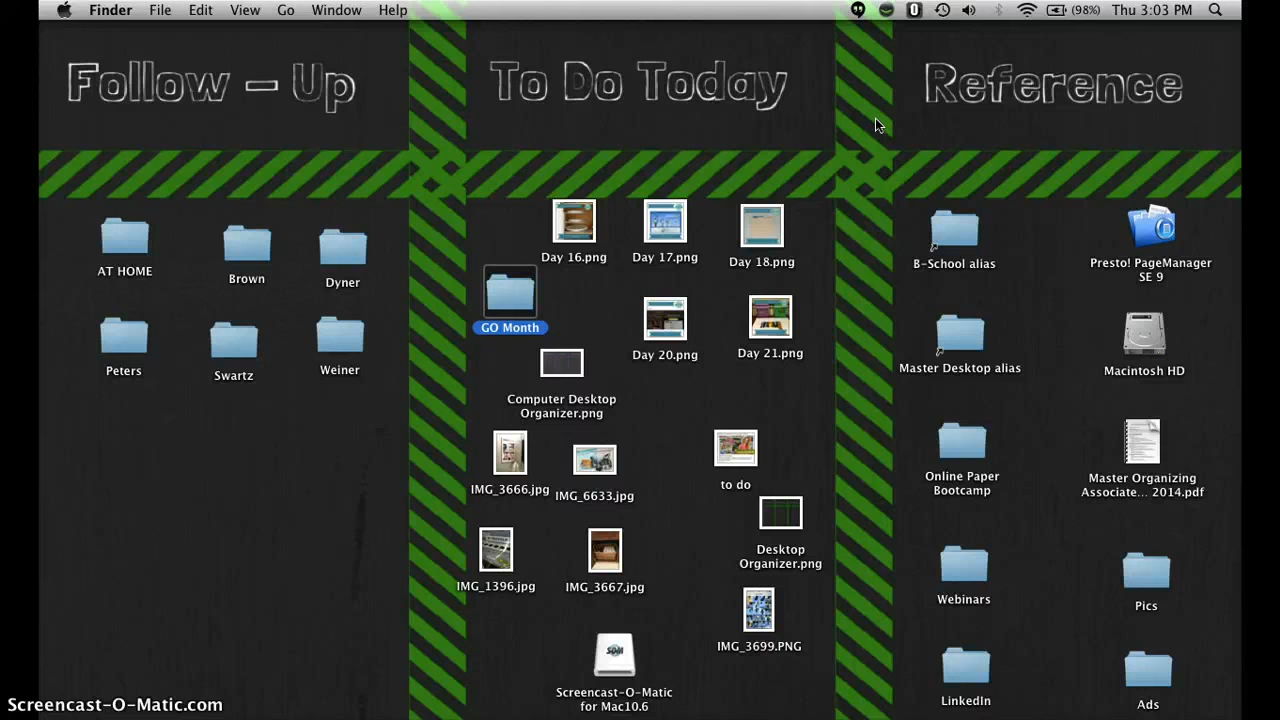 Finder File Edit View Go Window Help (98%) Thu 3:03 PM
Follow – Up
To Do Today
Reference
AT HOME
Brown
Dyner
Peters
Swartz
Weiner
Day 16.png
Day 17.png
Day 18.png
GO Month
Day 20.png
Day 21.png
Computer Desktop
Organizer.png
IMG_3666.jpg
IMG_6633.jpg
to do
Desktop
Organizer.png
IMG_1396.jpg
IMG_3667.jpg
IMG_3699.PNG
SOM
Screencast-O-Matic
for Mac10.6
B-School alias
Presto! PageManager
SE 9
Master Desktop alias
Macintosh HD
Online Paper
Bootcamp
Master Organizing
Associate... 2014.pdf
Webinars
Pics
LinkedIn
Ads
Screencast-O-Matic.com